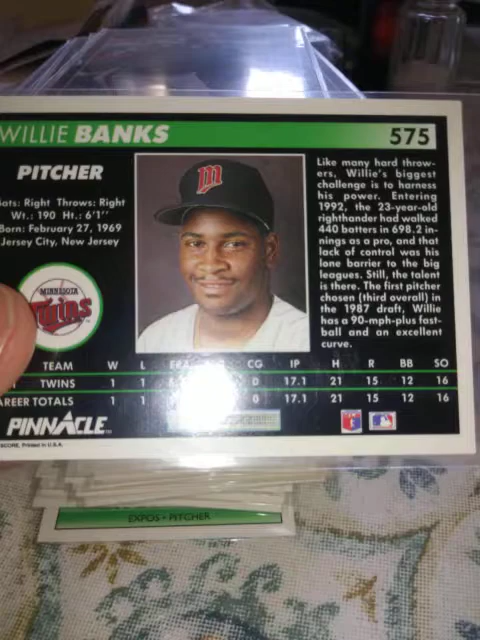 WILLIE BANKS 575
PITCHER
Bats: Right Throws: Right
Wt.: 190 Ht.: 6'1"
Born: February 27, 1969
Jersey City, New Jersey
m
MINNESOTA
Twins
Like many hard throw-
ers, Willie's biggest
challenge is to harness
his power. Entering
1992, the 23-year-old
righthander had walked
440 batters in 698.2 in-
nings as a pro, and that
lack of control was his
lone barrier to the big
leagues. Still, the talent
is there. The first pitcher
chosen (third overall) in
the 1987 draft, Willie
has a 90-mph-plus fast-
ball and an excellent
curve.
TEAM W L ERA CG IP H R BB SO
TWINS 1 1 0 17.1 21 15 12 16
CAREER TOTALS 1 1 0 17.1 21 15 12 16
PINNACLE
SCORE, Printed in U.S.A.
EXPOS • PITCHER